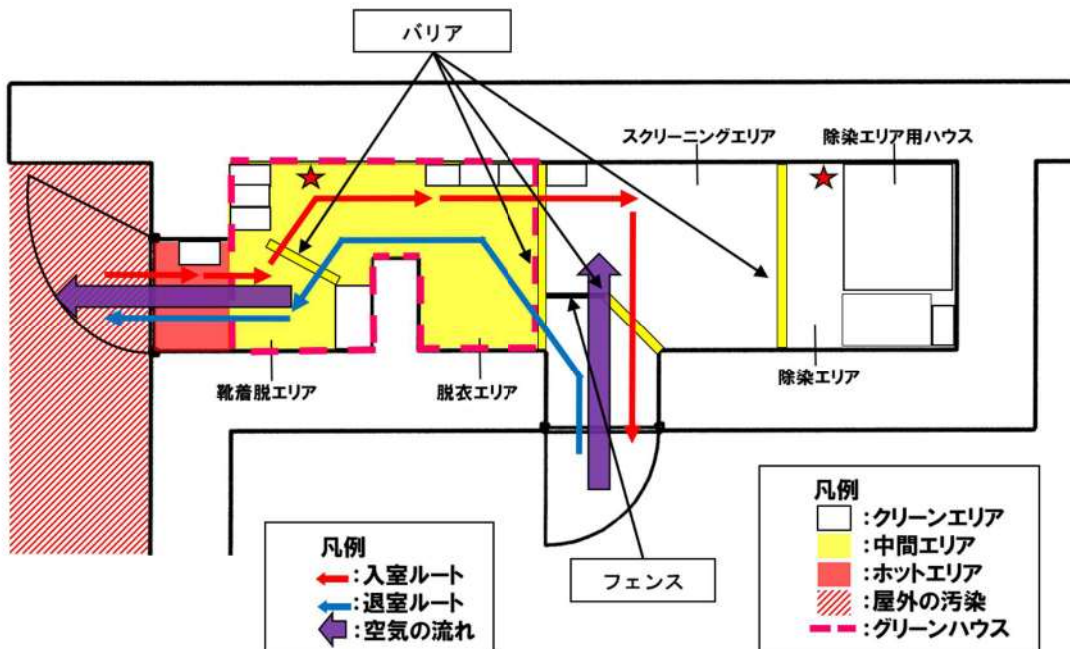 バリア
スクリーニングエリア
除染エリア用ハウス
靴着脱エリア
脱衣エリア
除染エリア
フェンス
凡例
:入室ルート
:退室ルート
:空気の流れ
凡例
:クリーンエリア
:中間エリア
:ホットエリア
:屋外の汚染
:グリーンハウス